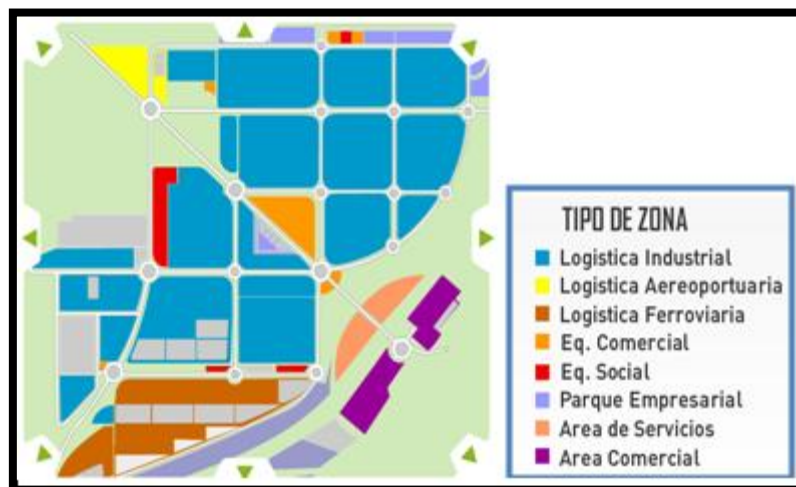 TIPO DE ZONA
Logistica Industrial
Logistica Aereoportuaria
Logistica Ferroviaria
Eq. Comercial
Eq. Social
Parque Empresarial
Area de Servicios
Area Comercial